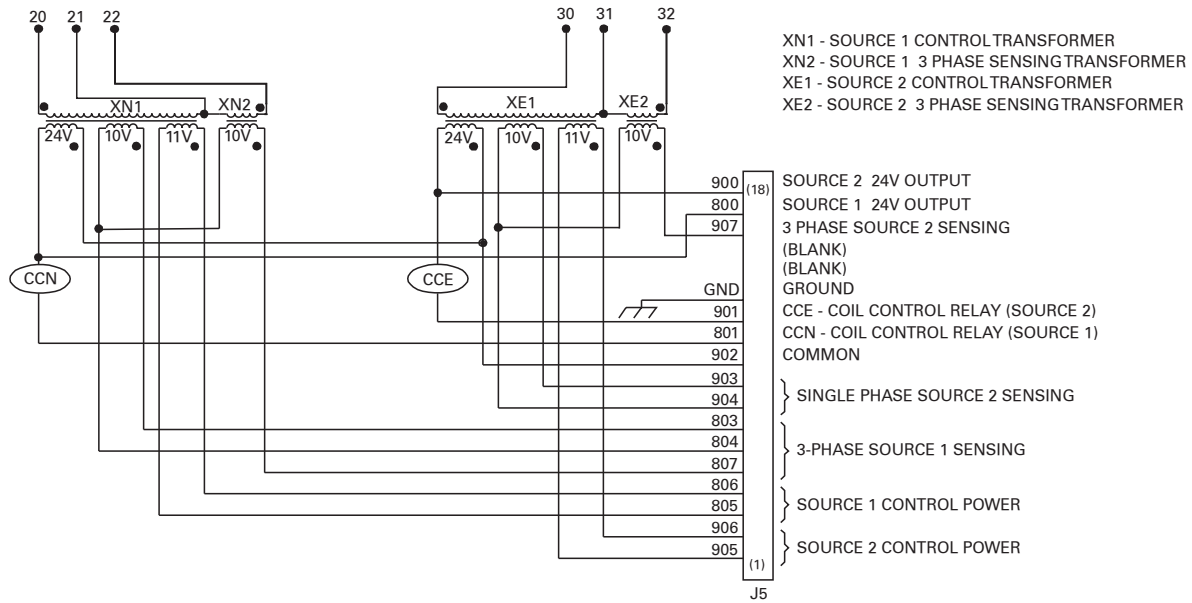 20 21 22 30 31 32
XN1 - SOURCE 1 CONTROL TRANSFORMER
XN2 - SOURCE 1 3 PHASE SENSING TRANSFORMER
XE1 - SOURCE 2 CONTROL TRANSFORMER
XE2 - SOURCE 2 3 PHASE SENSING TRANSFORMER
XN1 XN2 XE1 XE2
24V 10V 11V 10V 24V 10V 11V 10V
900 (18) SOURCE 2 24V OUTPUT
800 SOURCE 1 24V OUTPUT
907 3 PHASE SOURCE 2 SENSING
(BLANK)
(BLANK)
CCN CCE
GND GROUND
901 CCE - COIL CONTROL RELAY (SOURCE 2)
801 CCN - COIL CONTROL RELAY (SOURCE 1)
902 COMMON
903
904 SINGLE PHASE SOURCE 2 SENSING
803
804 3-PHASE SOURCE 1 SENSING
807
806
805 SOURCE 1 CONTROL POWER
906
905 SOURCE 2 CONTROL POWER
(1)
J5